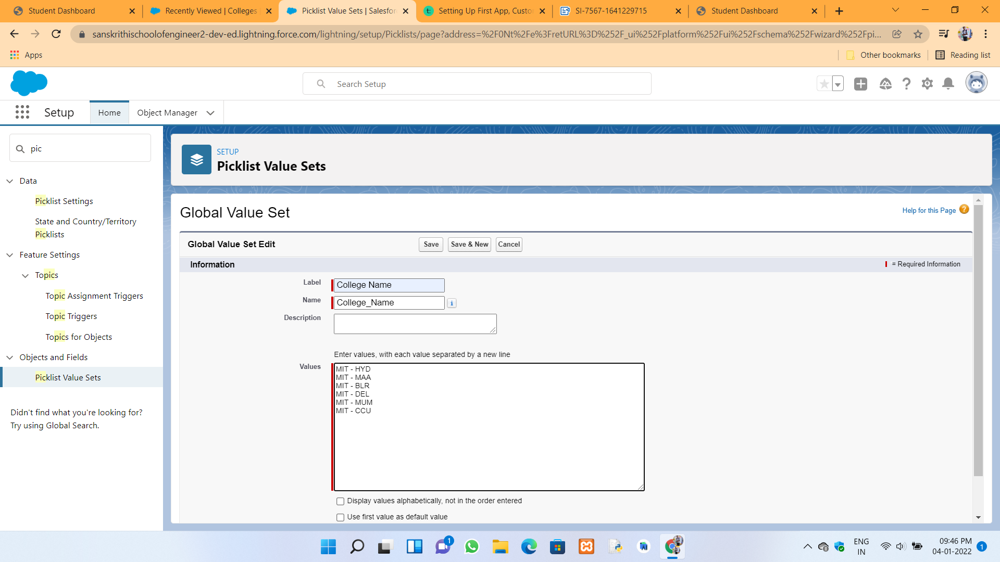 Student Dashboard
Recently Viewed | Colleges
Picklist Value Sets | Salesfor
Setting Up First App, Custo
SI-7567-1641229715
Student Dashboard
sanskrithischoolofengineer2-dev-ed.lightning.force.com/lightning/setup/Picklists/page?address=%2F0Nt%2Fe%3FretURL%3D%252F_ui%252Fplatform%252Fui%252Fschema%252Fwizard%252Fpi...
Apps
Other bookmarks
Reading list
Search Setup
Setup
Home
Object Manager
pic
Data
Picklist Settings
State and Country/Territory
Picklists
Feature Settings
Topics
Topic Assignment Triggers
Topic Triggers
Topics for Objects
Objects and Fields
Picklist Value Sets
Didn't find what you're looking for?
Try using Global Search.
SETUP
Picklist Value Sets
Global Value Set
Help for this Page ?
Global Value Set Edit
Save
Save & New
Cancel
Information
= Required Information
Label
College Name
Name
College_Name
i
Description
Enter values, with each value separated by a new line
Values
MIT - HYD
MIT - MAA
MIT - BLR
MIT - DEL
MIT - MUM
MIT - CCU
Display values alphabetically, not in the order entered
Use first value as default value
1
ENG
IN
09:46 PM
04-01-2022
1